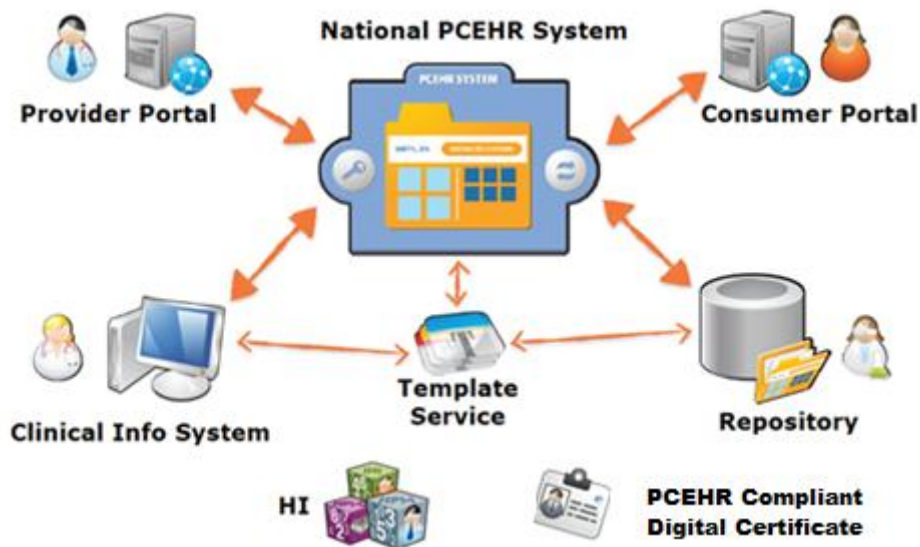 National PCEHR System
PCEHR SYSTEM
Provider Portal
Consumer Portal
Template
Service
Clinical Info System
Repository
HI
PCEHR Compliant
Digital Certificate